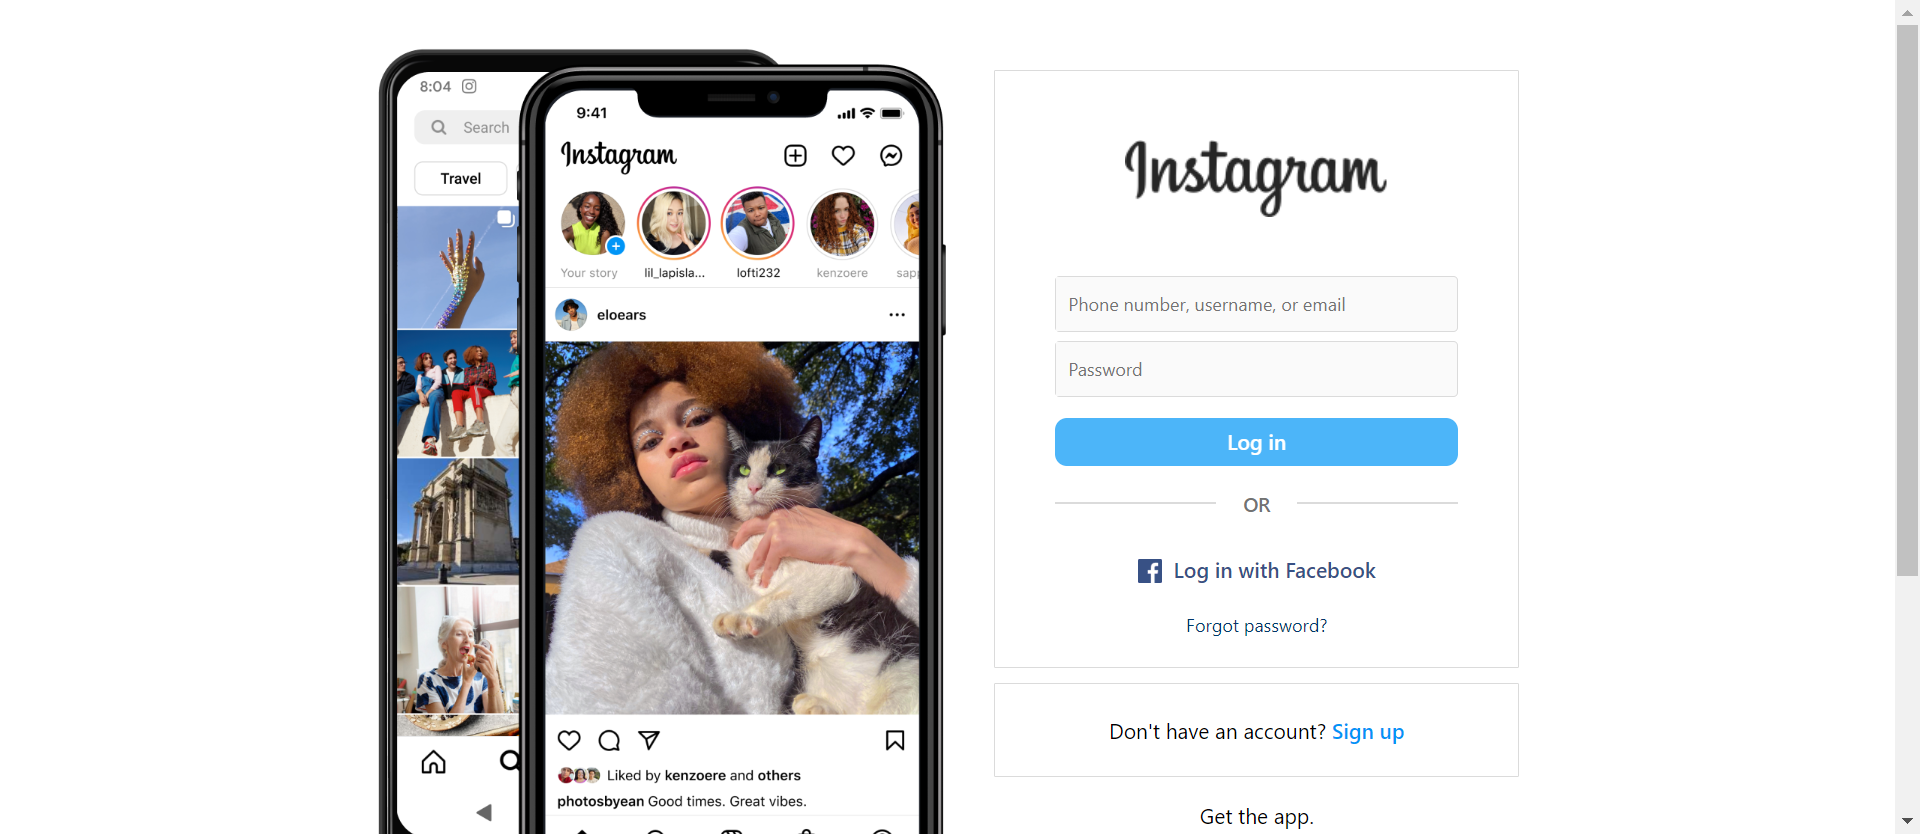 8:04
Search
Travel
9:41
Instagram
Your story
lil_lapisla...
lofti232
kenzoere
sapp
eloears
Liked by kenzoere and others
photosbyean Good times. Great vibes.
Instagram
Phone number, username, or email
Password
Log in
OR
Log in with Facebook
Forgot password?
Don't have an account? Sign up
Get the app.